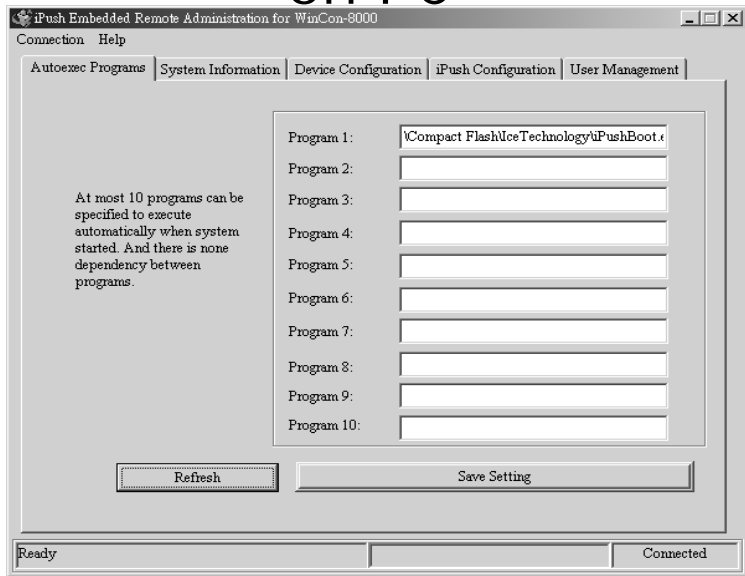 iPush Embedded Remote Administration for WinCon-8000
Connection Help
Autoexec Programs System Information Device Configuration iPush Configuration User Management
At most 10 programs can be
specified to execute
automatically when system
started. And there is none
dependency between
programs.
Program 1: \Compact Flash\IceTechnology\iPushBoot.e
Program 2:
Program 3:
Program 4:
Program 5:
Program 6:
Program 7:
Program 8:
Program 9:
Program 10:
Refresh Save Setting
Ready Connected